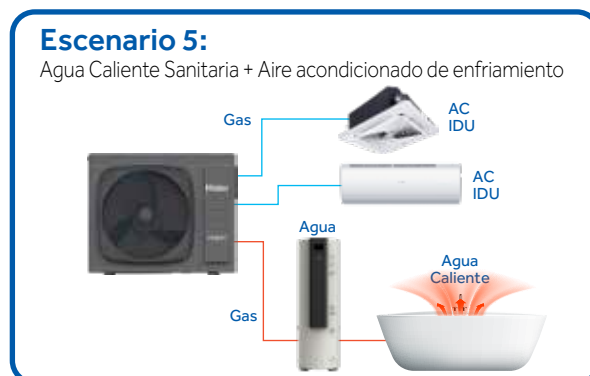 Escenario 5:
Agua Caliente Sanitaria + Aire acondicionado de enfriamiento
Gas
AC
IDU
AC
IDU
Agua
Agua
Caliente
Gas